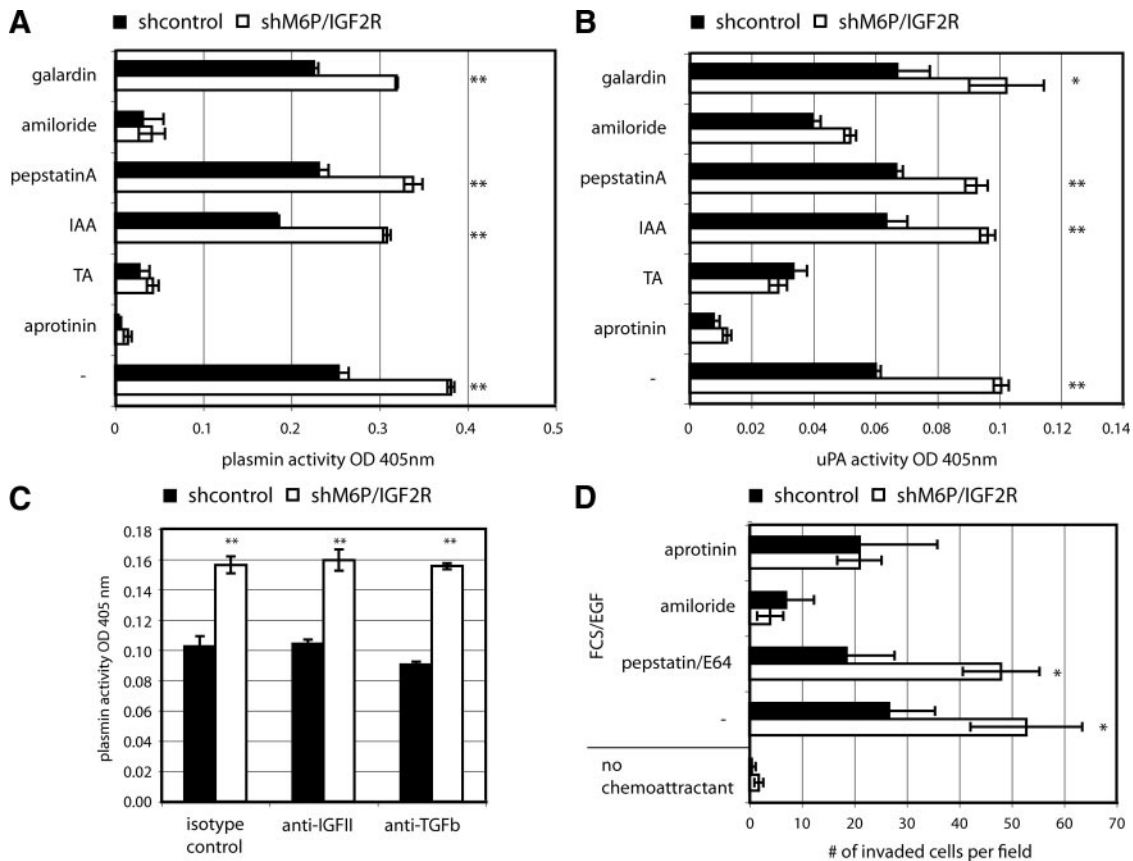 A
shcontrol shM6P/IGF2R
galardin
**
amiloride
pepstatinA
**
IAA
**
TA
aprotinin
-
**
0 0.1 0.2 0.3 0.4 0.5
plasmin activity OD 405nm
B
shcontrol shM6P/IGF2R
galardin
*
amiloride
pepstatinA
**
IAA
**
TA
aprotinin
-
**
0 0.02 0.04 0.06 0.08 0.1 0.12 0.14
uPA activity OD 405nm
C
shcontrol shM6P/IGF2R
plasmin activity OD 405 nm
0.18
0.16
0.14
0.12
0.10
0.08
0.06
0.04
0.02
0.00
** ** **
isotype control
anti-IGFII
anti-TGFb
D
shcontrol shM6P/IGF2R
FCS/EGF
aprotinin
amiloride
pepstatin/E64
*
-
*
no
chemoattractant
0 10 20 30 40 50 60 70
# of invaded cells per field